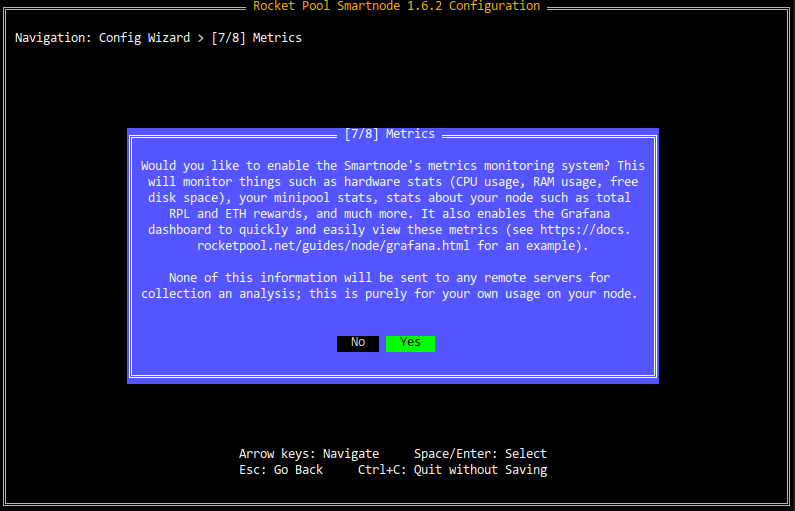 Rocket Pool Smartnode 1.6.2 Configuration
Navigation: Config Wizard > [7/8] Metrics
[7/8] Metrics
Would you like to enable the Smartnode's metrics monitoring system? This
will monitor things such as hardware stats (CPU usage, RAM usage, free
disk space), your minipool stats, stats about your node such as total
RPL and ETH rewards, and much more. It also enables the Grafana
dashboard to quickly and easily view these metrics (see https://docs.
rocketpool.net/guides/node/grafana.html for an example).
None of this information will be sent to any remote servers for
collection an analysis; this is purely for your own usage on your node.
No Yes
Arrow keys: Navigate Space/Enter: Select
Esc: Go Back Ctrl+C: Quit without Saving